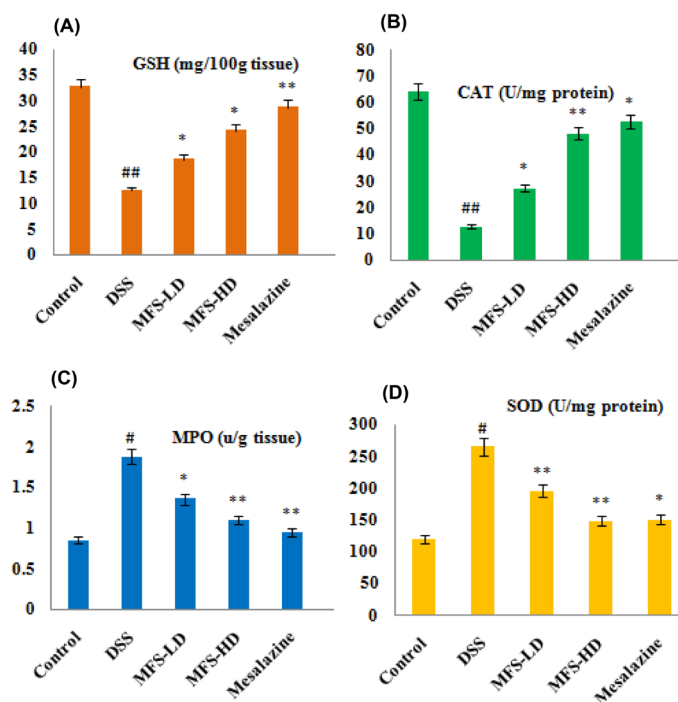 (A)
GSH (mg/100g tissue)
40
35
30
25
20
15
10
5
0
##
*
*
**
Control
DSS
MFS-LD
MFS-HD
Mesalazine
(B)
CAT (U/mg protein)
80
70
60
50
40
30
20
10
0
##
*
**
*
Control
DSS
MFS-LD
MFS-HD
Mesalazine
(C)
MPO (u/g tissue)
2.5
2
1.5
1
0.5
0
#
*
**
**
Control
DSS
MFS-LD
MFS-HD
Mesalazine
(D)
SOD (U/mg protein)
300
250
200
150
100
50
0
#
**
**
*
Control
DSS
MFS-LD
MFS-HD
Mesalazine